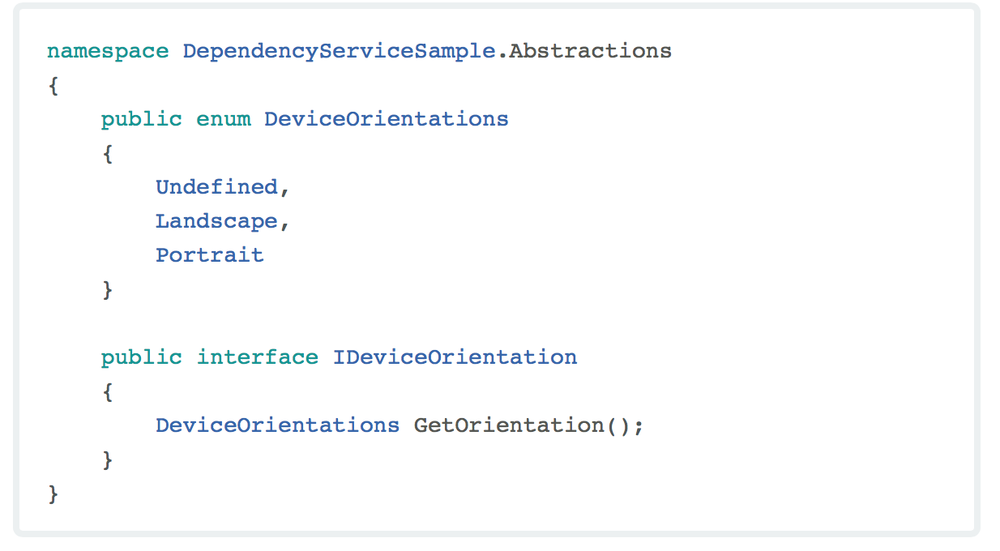 namespace DependencyServiceSample.Abstractions
{
    public enum DeviceOrientations
    {
        Undefined,
        Landscape,
        Portrait
    }

    public interface IDeviceOrientation
    {
        DeviceOrientations GetOrientation();
    }
}